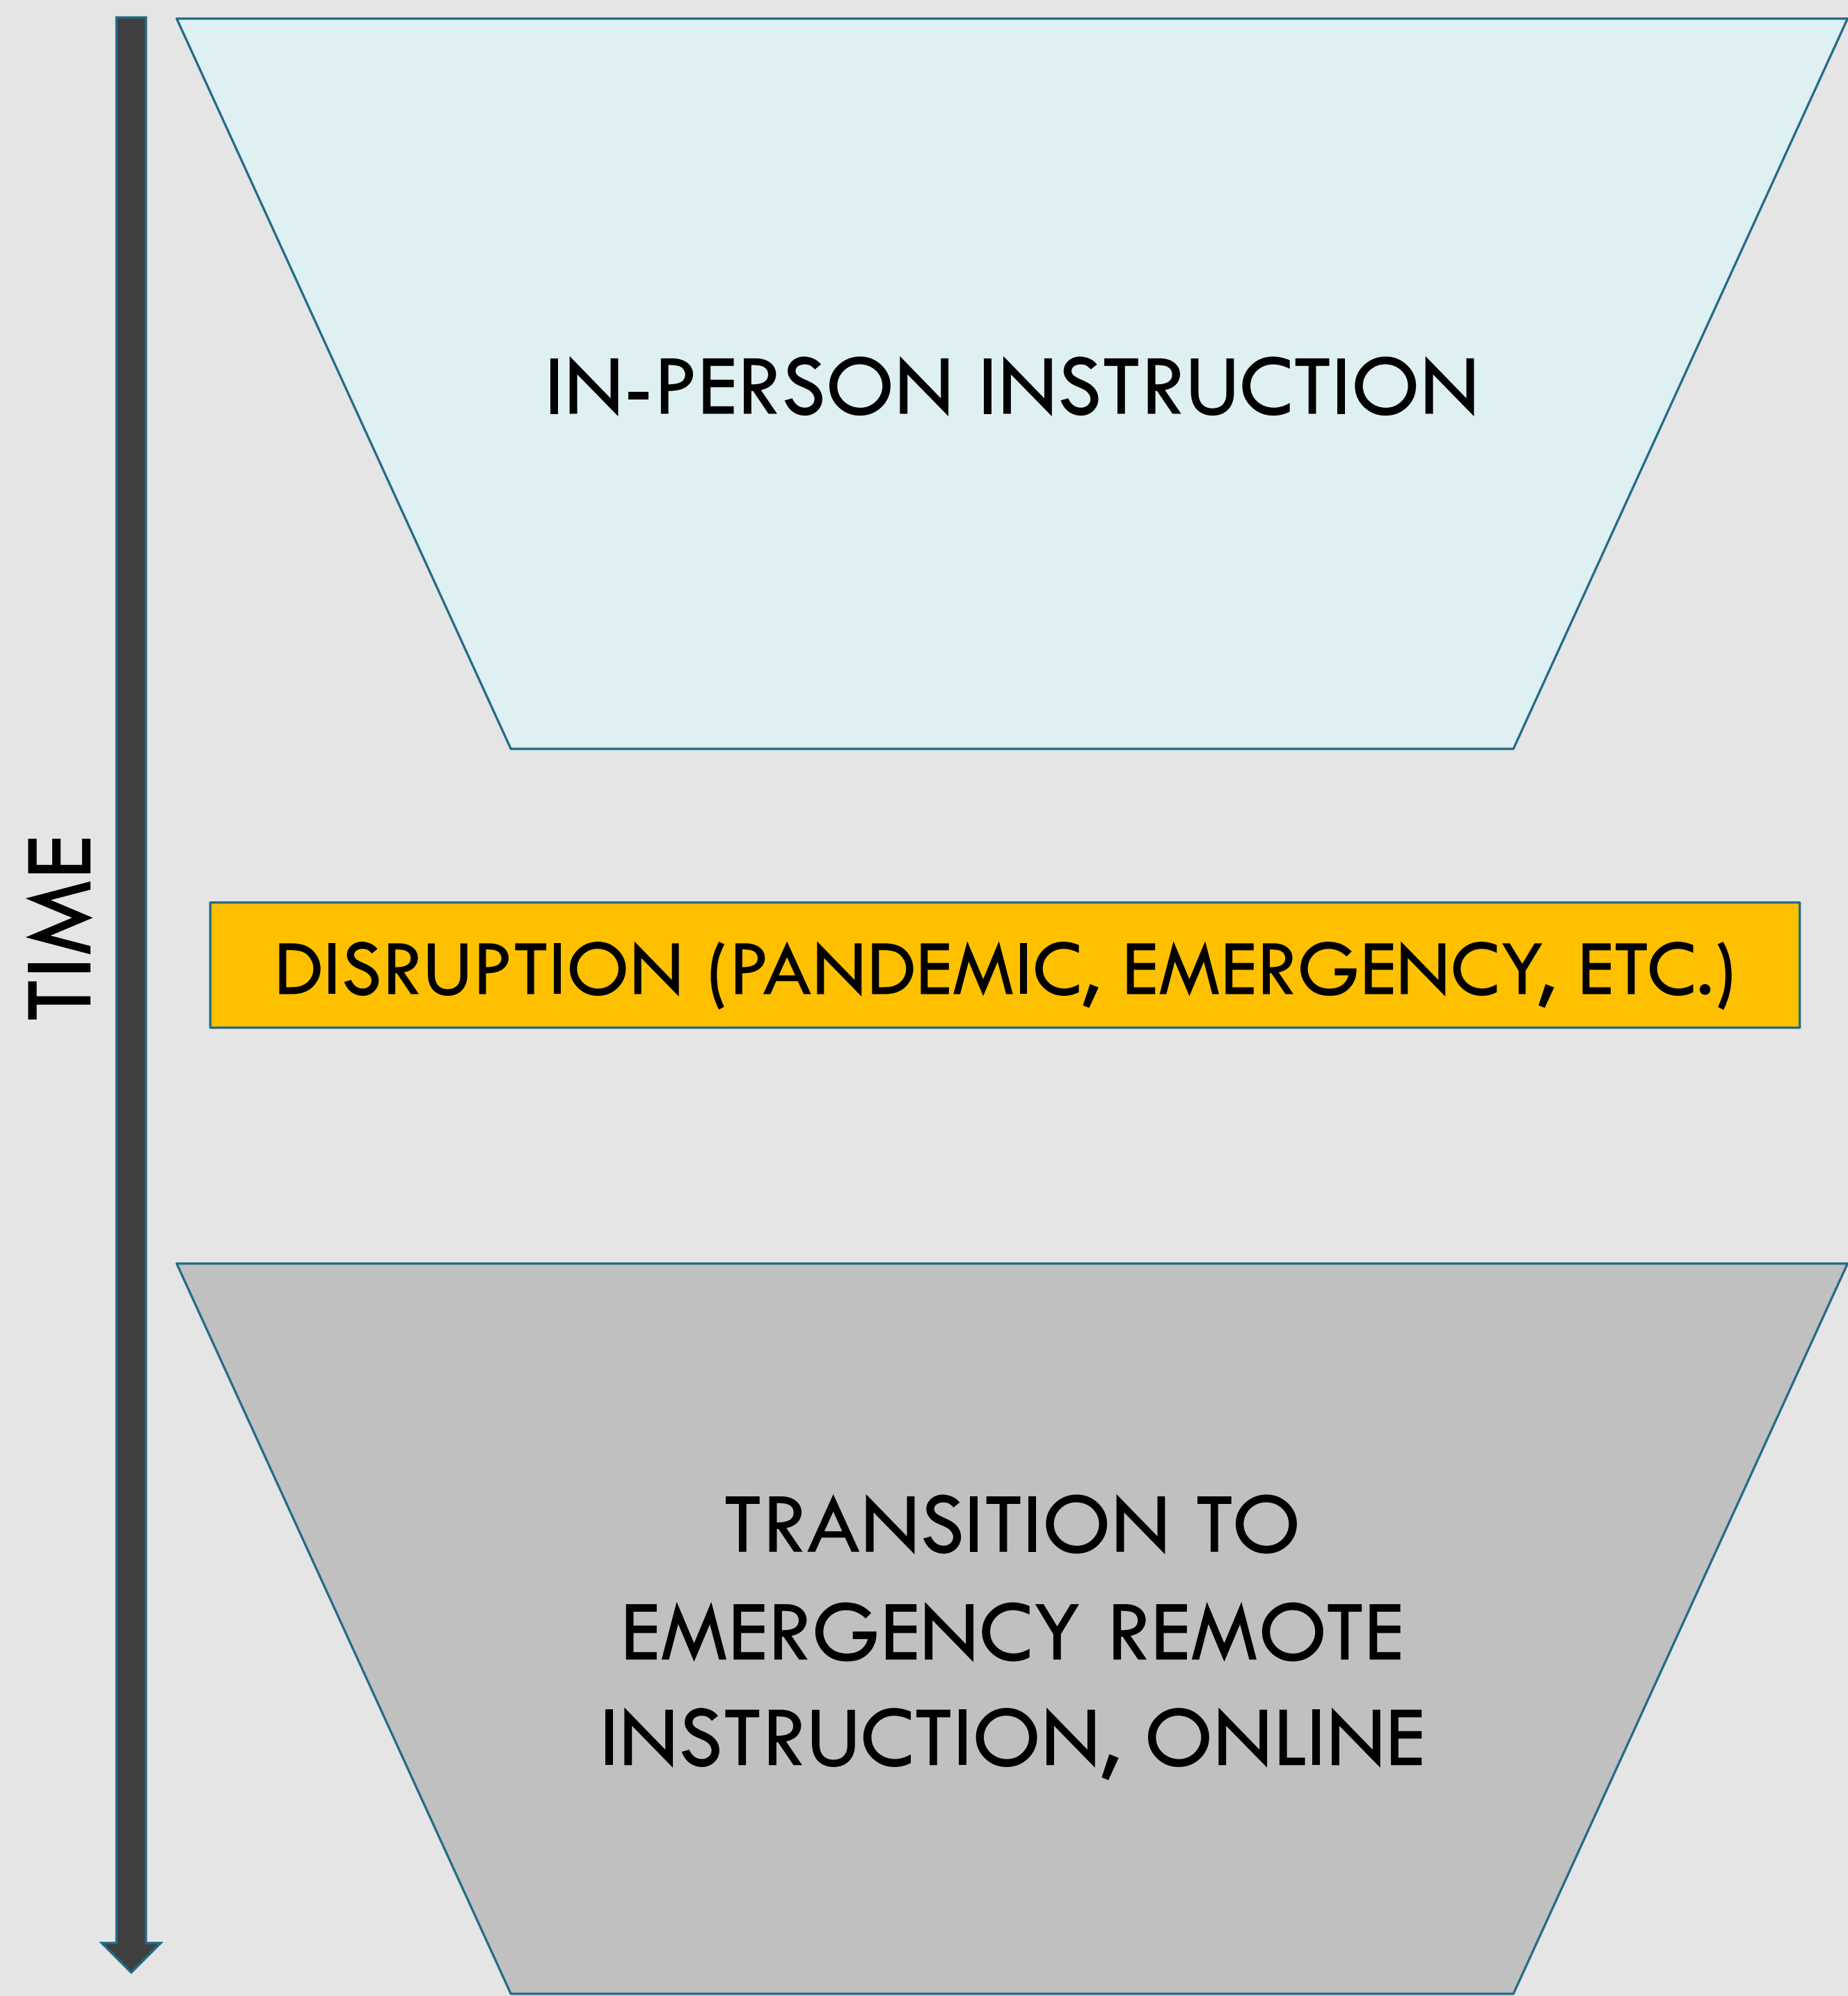 IN-PERSON INSTRUCTION
TIME
DISRUPTION (PANDEMIC, EMERGENCY, ETC.)
TRANSITION TO
EMERGENCY REMOTE
INSTRUCTION, ONLINE